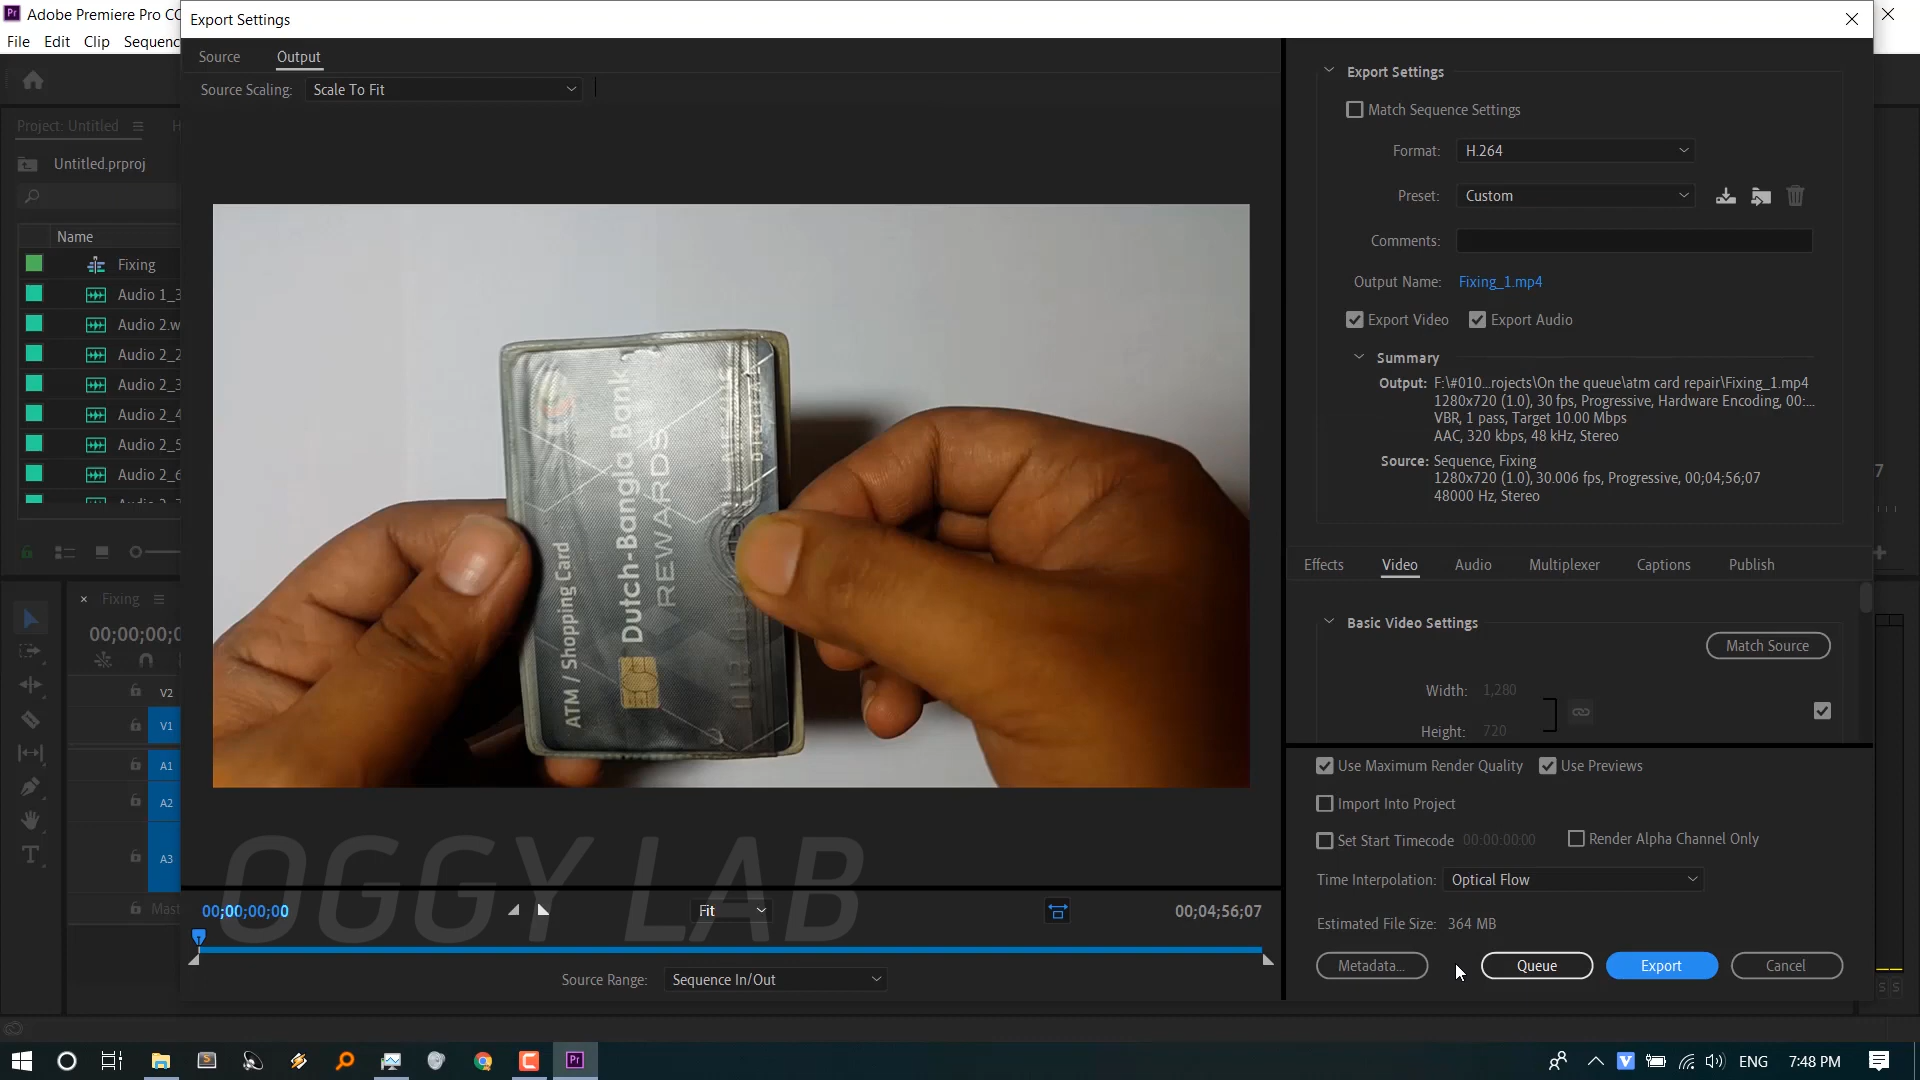 Adobe Premiere Pro CC
Export Settings
File Edit Clip Sequenc
Source Output
Source Scaling: Scale To Fit
Project: Untitled
Untitled.prproj
Name
Fixing
Audio 1_3
Audio 2.w
Audio 2_2
Audio 2_3
Audio 2_4
Audio 2_5
Audio 2_6
Fixing
00;00;00;0
V2
V1
A1
A2
A3
Mast
ATM / Shopping Card
Dutch-Bangla Bank
REWARDS
OGGY LAB
00;00;00;00
Fit
00;04;56;07
Source Range: Sequence In/Out
Export Settings
Match Sequence Settings
Format: H.264
Preset: Custom
Comments:
Output Name: Fixing_1.mp4
Export Video Export Audio
Summary
Output: F:\#010...rojects\On the queue\atm card repair\Fixing_1.mp4
1280x720 (1.0), 30 fps, Progressive, Hardware Encoding, 00:...
VBR, 1 pass, Target 10.00 Mbps
AAC, 320 kbps, 48 kHz, Stereo
Source: Sequence, Fixing
1280x720 (1.0), 30.006 fps, Progressive, 00;04;56;07
48000 Hz, Stereo
Effects Video Audio Multiplexer Captions Publish
Basic Video Settings
Match Source
Width: 1,280
Height: 720
Use Maximum Render Quality Use Previews
Import Into Project
Set Start Timecode 00:00:00:00 Render Alpha Channel Only
Time Interpolation: Optical Flow
Estimated File Size: 364 MB
Metadata... Queue Export Cancel
7
S S
ENG 7:48 PM